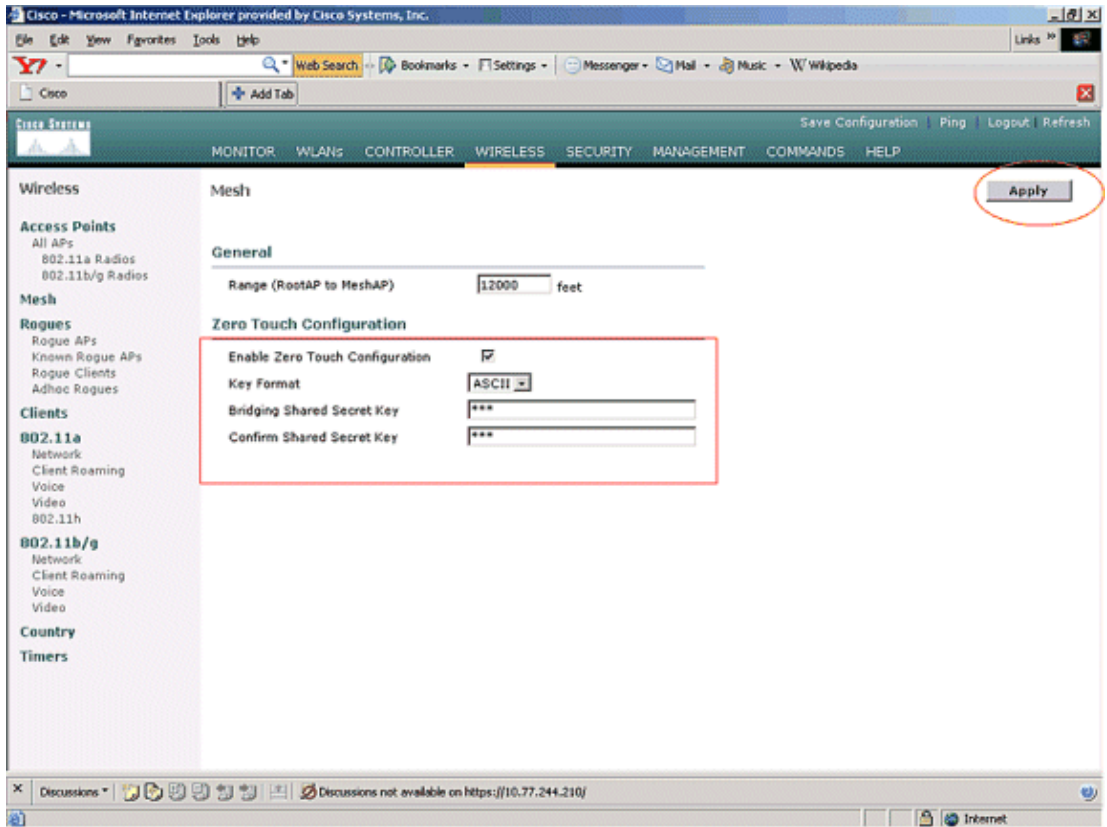 Cisco - Microsoft Internet Explorer provided by Cisco Systems, Inc.
File Edit View Favorites Tools Help
Links »
Y7 - Web Search Bookmarks Settings Messenger Mail Music Wikipedia
Cisco Add Tab
Cisco Systems
Save Configuration | Ping | Logout | Refresh
MONITOR WLANs CONTROLLER WIRELESS SECURITY MANAGEMENT COMMANDS HELP
Wireless
Access Points
All APs
802.11a Radios
802.11b/g Radios
Mesh
Rogues
Rogue APs
Known Rogue APs
Rogue Clients
Adhoc Rogues
Clients
802.11a
Network
Client Roaming
Voice
Video
802.11h
802.11b/g
Network
Client Roaming
Voice
Video
Country
Timers
Mesh
Apply
General
Range (RootAP to MeshAP) 12000 feet
Zero Touch Configuration
Enable Zero Touch Configuration
Key Format ASCII
Bridging Shared Secret Key ***
Confirm Shared Secret Key ***
Discussions Discussions not available on https://10.77.244.210/
Internet